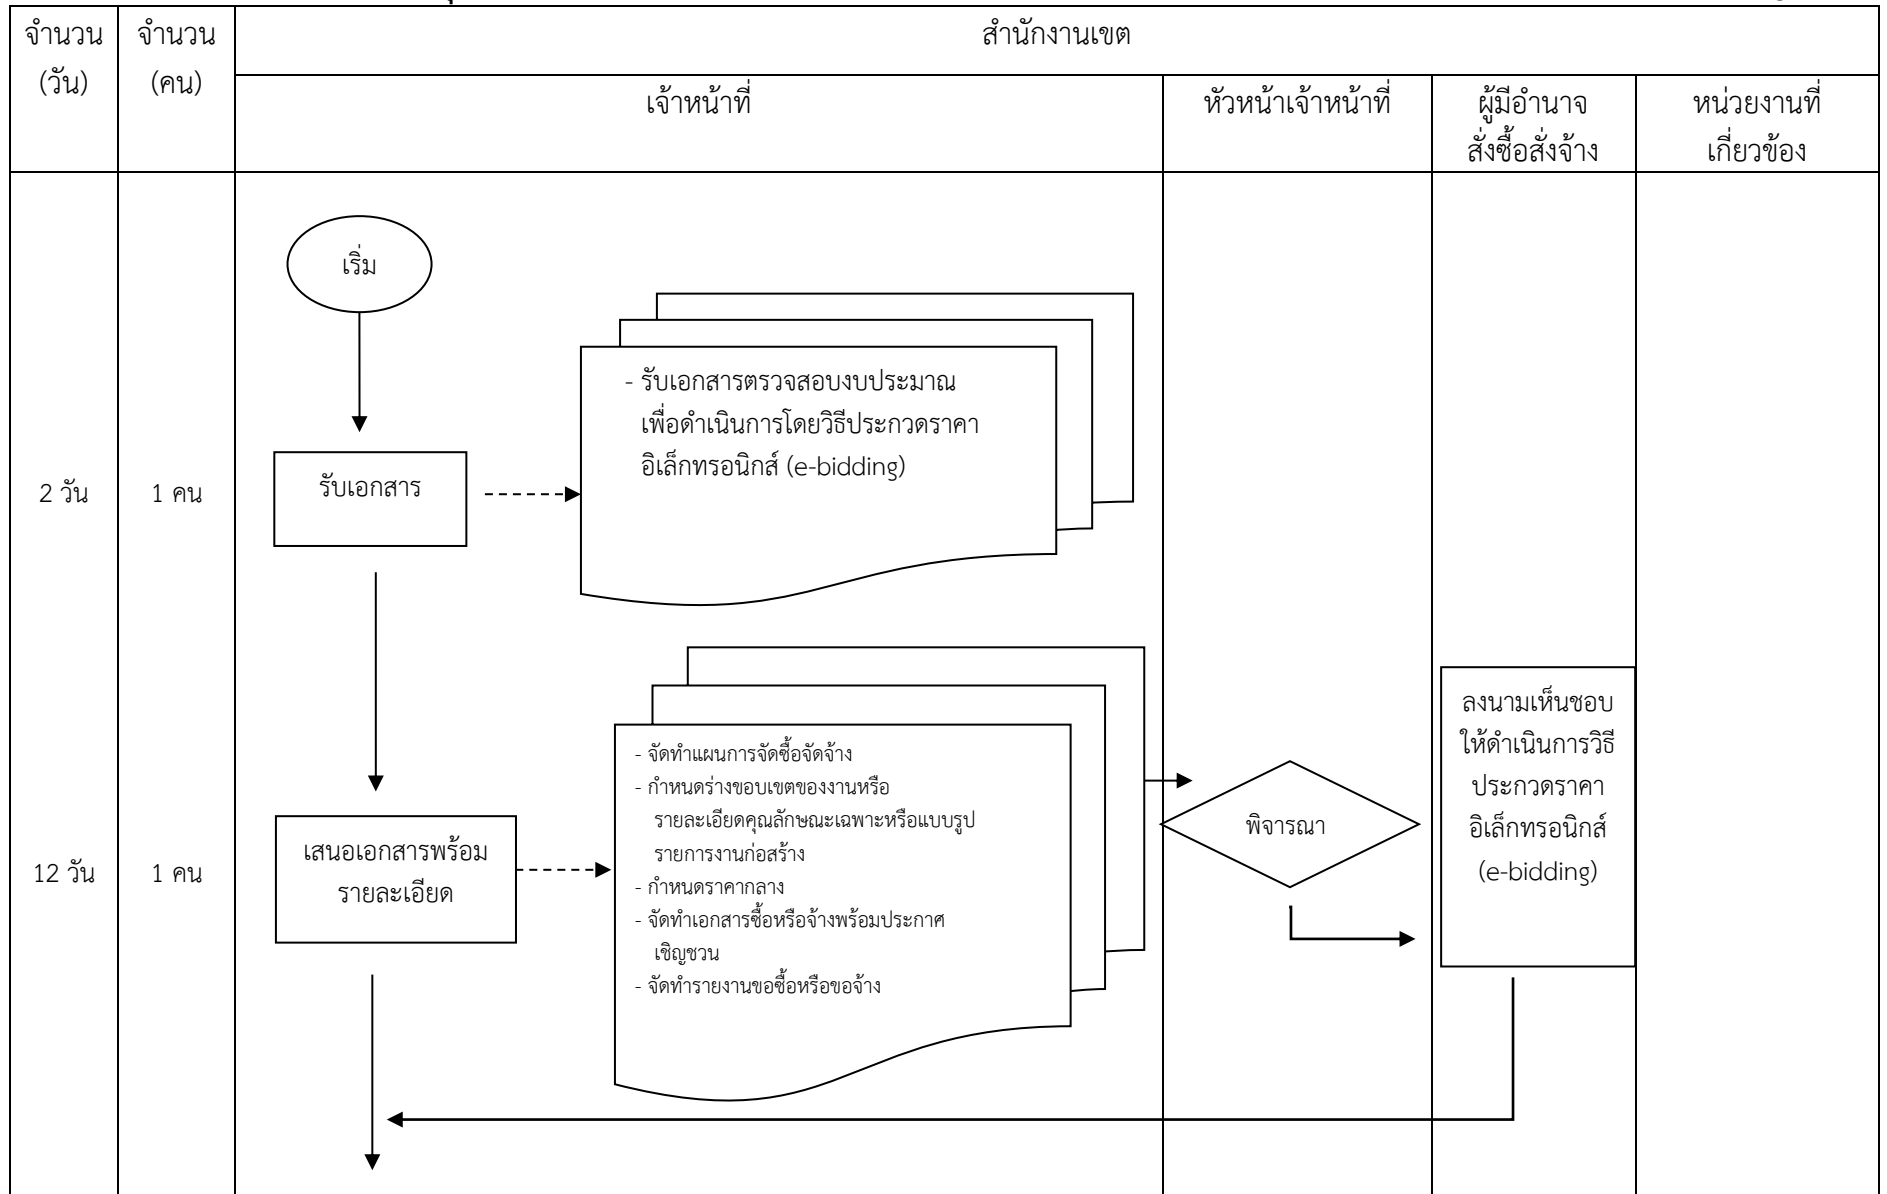 จำนวน
(วัน)
จำนวน
(คน)
สำนักงานเขต
เจ้าหน้าที่
หัวหน้าเจ้าหน้าที่
ผู้มีอำนาจ
สั่งซื้อสั่งจ้าง
หน่วยงานที่
เกี่ยวข้อง
เริ่ม
2 วัน
1 คน
รับเอกสาร
- รับเอกสารตรวจสอบงบประมาณ
เพื่อดำเนินการโดยวิธีประกวดราคา
อิเล็กทรอนิกส์ (e-bidding)
12 วัน
1 คน
เสนอเอกสารพร้อม
รายละเอียด
- จัดทำแผนการจัดซื้อจัดจ้าง
- กำหนดร่างขอบเขตของงานหรือ
รายละเอียดคุณลักษณะเฉพาะหรือแบบรูป
รายการงานก่อสร้าง
- กำหนดราคากลาง
- จัดทำเอกสารซื้อหรือจ้างพร้อมประกาศ
เชิญชวน
- จัดทำรายงานขอซื้อหรือขอจ้าง
พิจารณา
ลงนามเห็นชอบ
ให้ดำเนินการวิธี
ประกวดราคา
อิเล็กทรอนิกส์
(e-bidding)